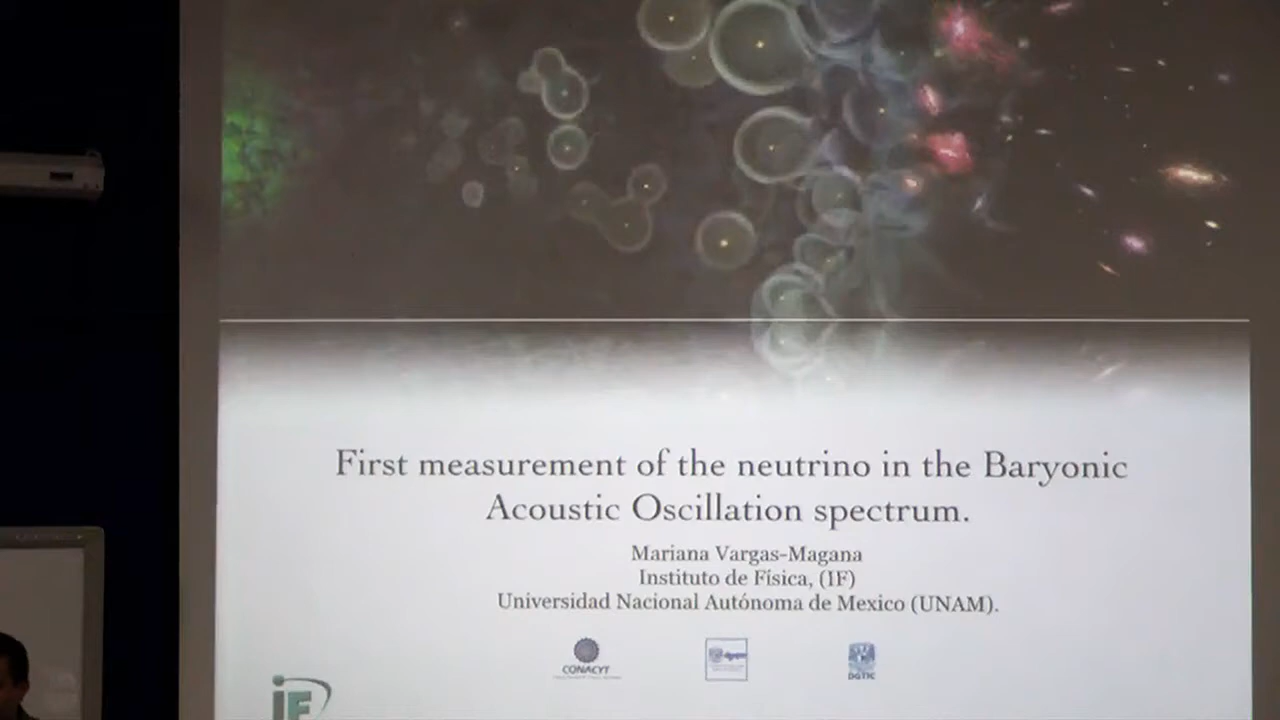 First measurement of the neutrino in the Baryonic
Acoustic Oscillation spectrum.
Mariana Vargas-Magana
Instituto de Física, (IF)
Universidad Nacional Autónoma de Mexico (UNAM).
CONACYT
DGTIC
iF